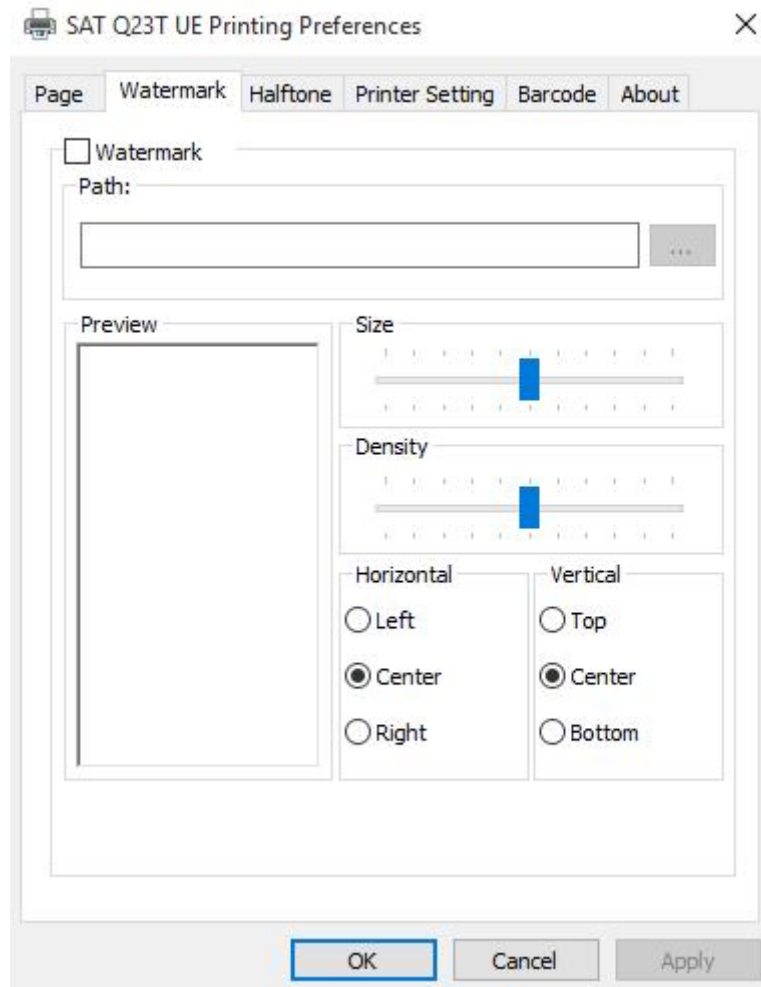 SAT Q23T UE Printing Preferences
Page Watermark Halftone Printer Setting Barcode About
Watermark
Path:
...
Preview
Size
Density
Horizontal
Vertical
Left
Top
Center
Center
Right
Bottom
OK
Cancel
Apply